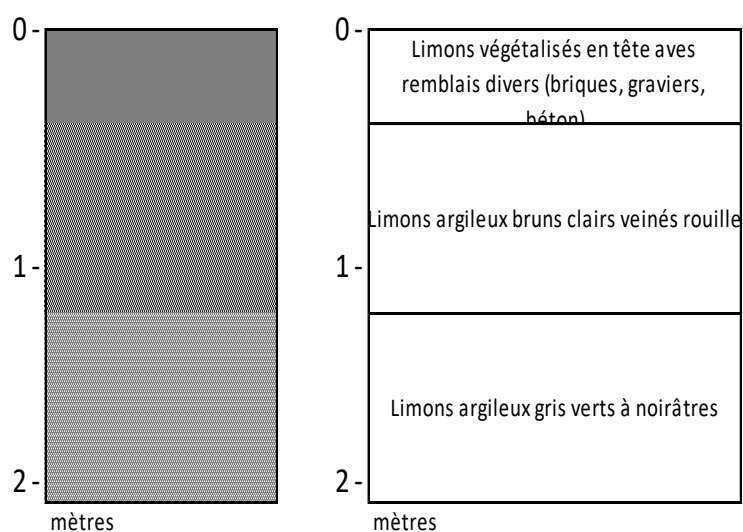 0-
1-
2-
mètres
0-
Limons végétalisés en tête aves
remblais divers (briques, graviers,
béton)
Limons argileux bruns clairs veinés rouille
1-
Limons argileux gris verts à noirâtres
2-
mètres